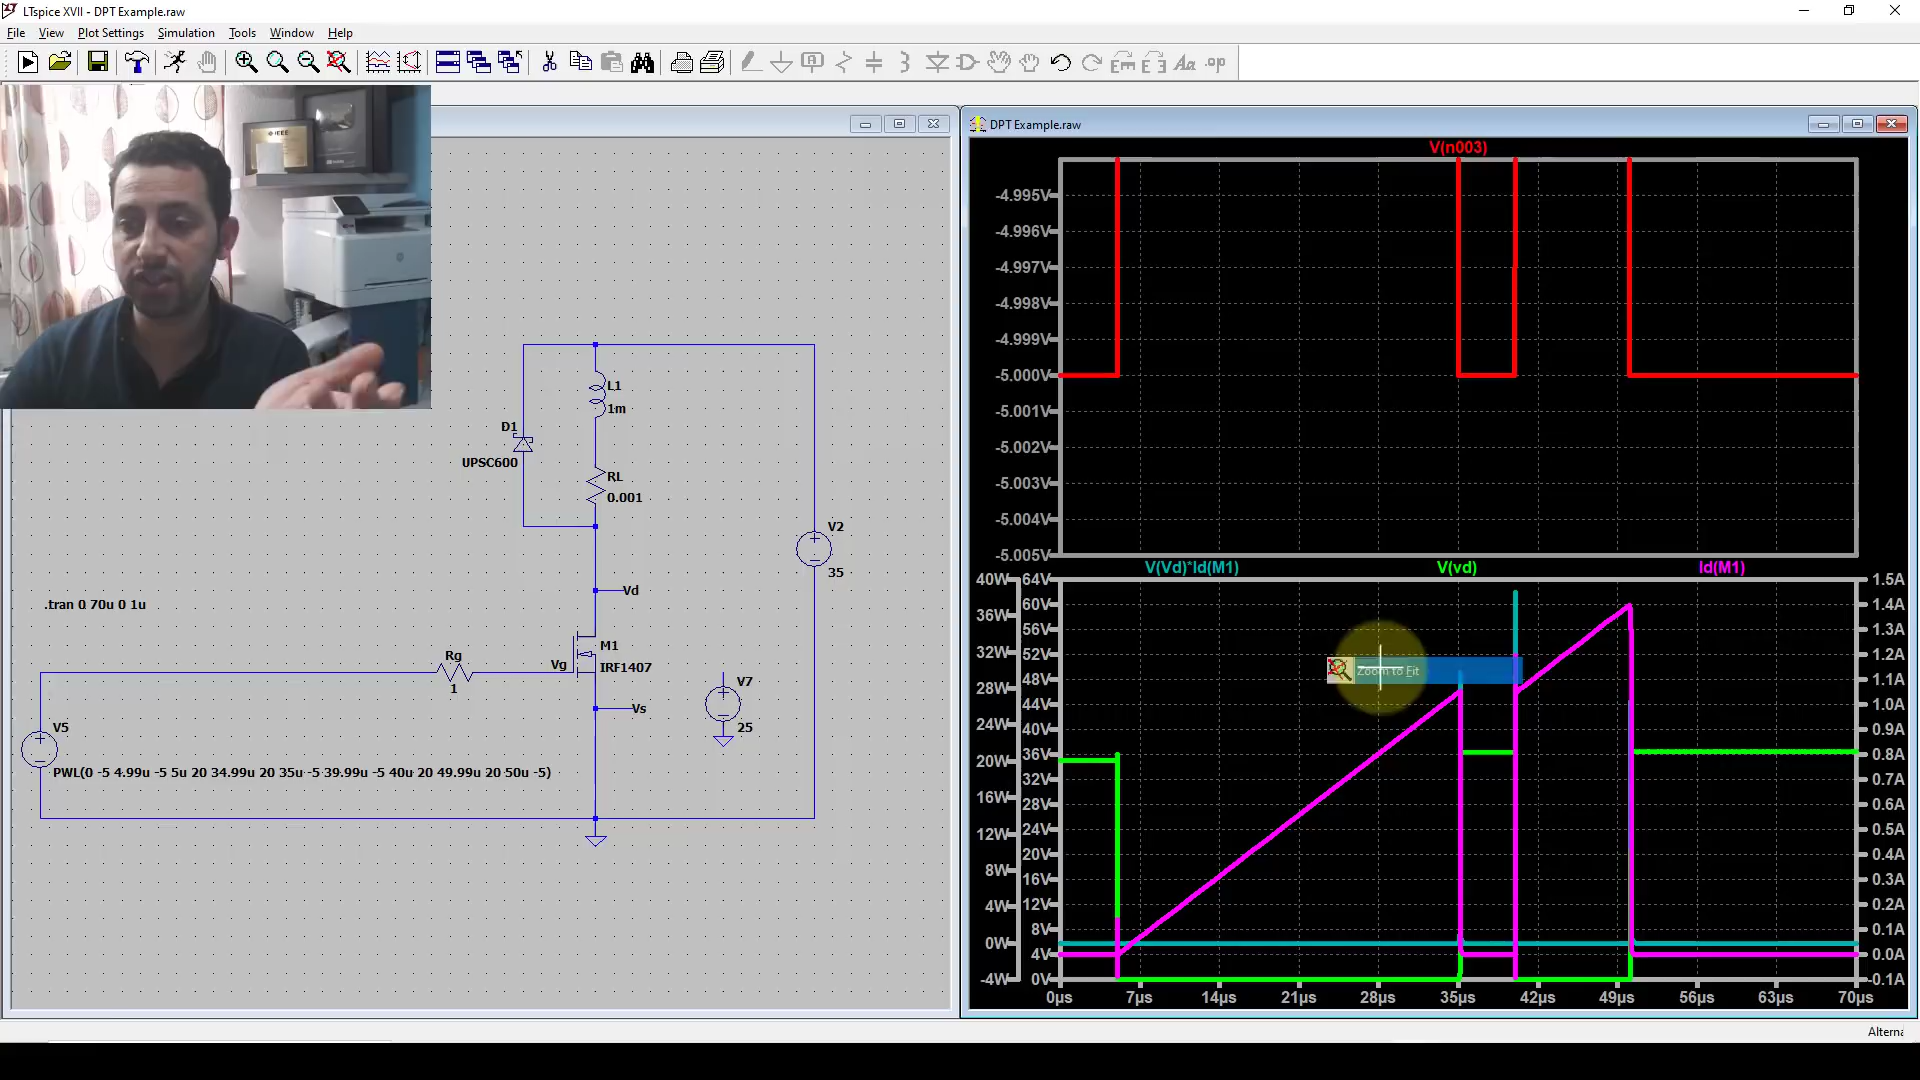 LTspice XVII - DPT Example.raw
File View Plot Settings Simulation Tools Window Help
Aa .op
IEEE
DPT Example.raw
V(n003)
-4.995V
-4.996V
-4.997V
-4.998V
-4.999V
-5.000V
-5.001V
-5.002V
-5.003V
-5.004V
-5.005V
L1
1m
D1
UPSC600
RL
0.001
V2
35
Vd
.tran 0 70u 0 1u
M1
IRF1407
Rg
1
Vg
Vs
V7
25
V5
PWL(0 -5 4.99u -5 5u 20 34.99u 20 35u -5 39.99u -5 40u 20 49.99u 20 50u -5)
V(Vd)*Id(M1) V(vd) Id(M1)
40W 64V 1.5A
60V 1.4A
36W 56V 1.3A
32W 52V 1.2A
48V 1.1A
28W 44V 1.0A
24W 40V 0.9A
36V 0.8A
20W 32V 0.7A
16W 28V 0.6A
24V 0.5A
12W 20V 0.4A
8W 16V 0.3A
12V 0.2A
4W 8V 0.1A
0W 4V 0.0A
-4W 0V -0.1A
Zoom to Fit
0µs 7µs 14µs 21µs 28µs 35µs 42µs 49µs 56µs 63µs 70µs
Alterna